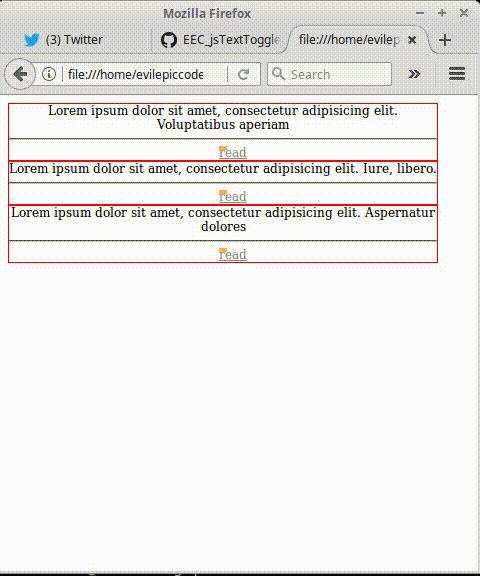 Mozilla Firefox
(3) Twitter
EEC_jsTextToggle
file:///home/evilep
file:///home/evilepiccode
Search
Lorem ipsum dolor sit amet, consectetur adipisicing elit.
Voluptatibus aperiam
read
Lorem ipsum dolor sit amet, consectetur adipisicing elit. Iure, libero.
read
Lorem ipsum dolor sit amet, consectetur adipisicing elit. Aspernatur
dolores
read